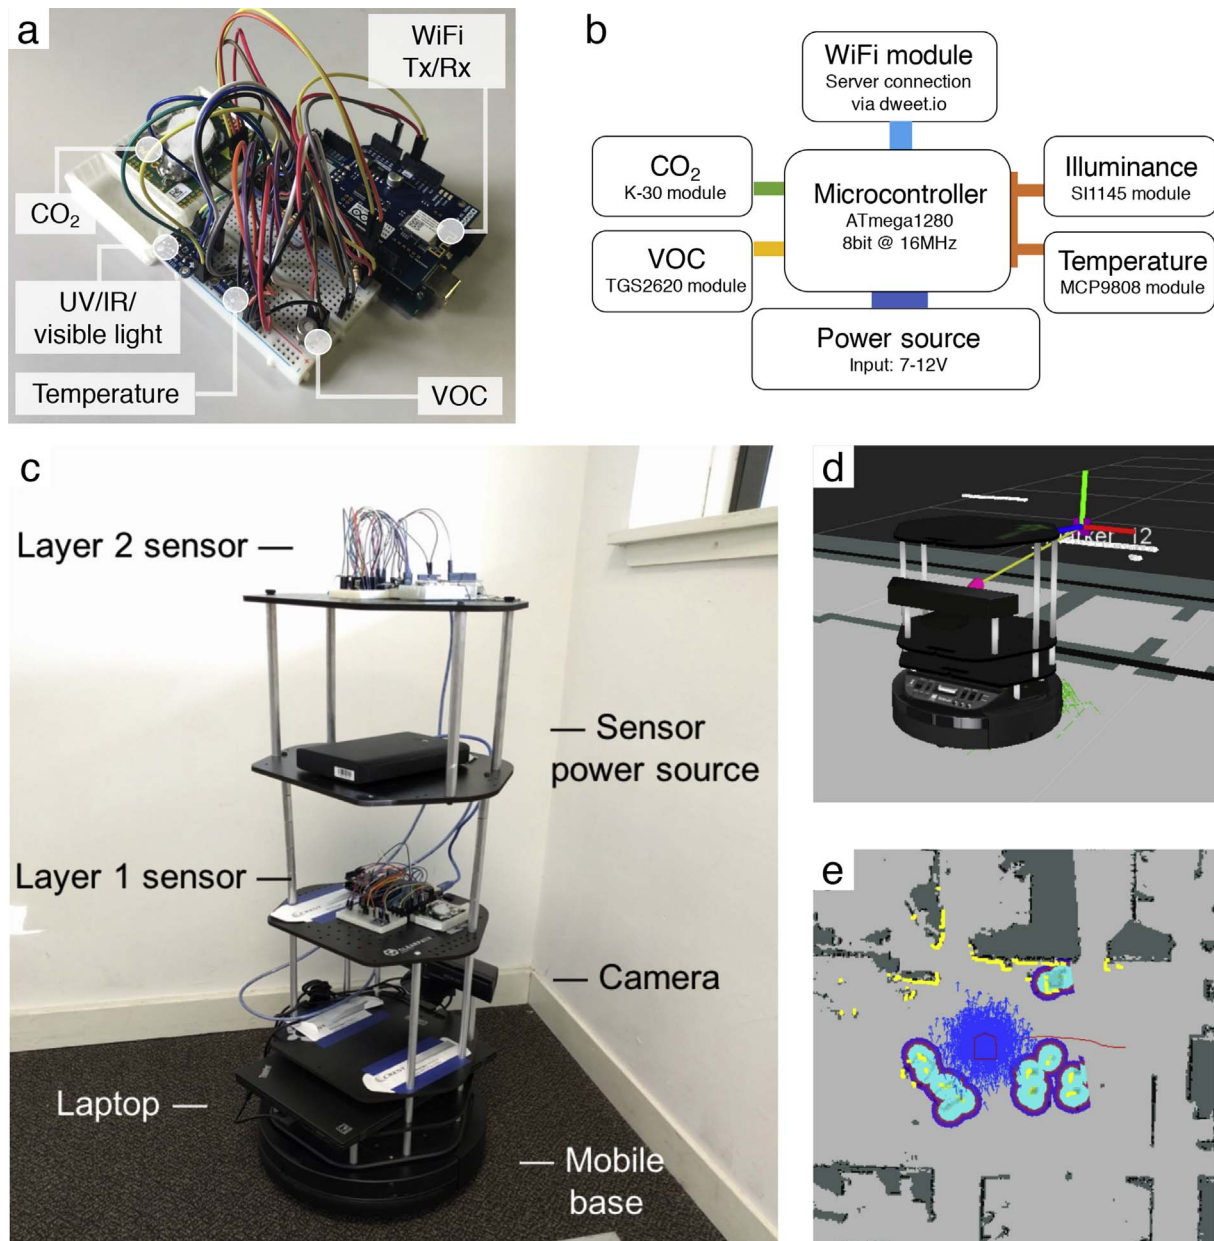 a
WiFi
Tx/Rx
CO₂
UV/IR/
visible light
Temperature
VOC
b
WiFi module
Server connection
via dweet.io
CO₂
K-30 module
VOC
TGS2620 module
Microcontroller
ATmega1280
8bit @ 16MHz
Illuminance
SI1145 module
Temperature
MCP9808 module
Power source
Input: 7-12V
c
Layer 2 sensor
Sensor
power source
Layer 1 sensor
Camera
Laptop
Mobile
base
d
e